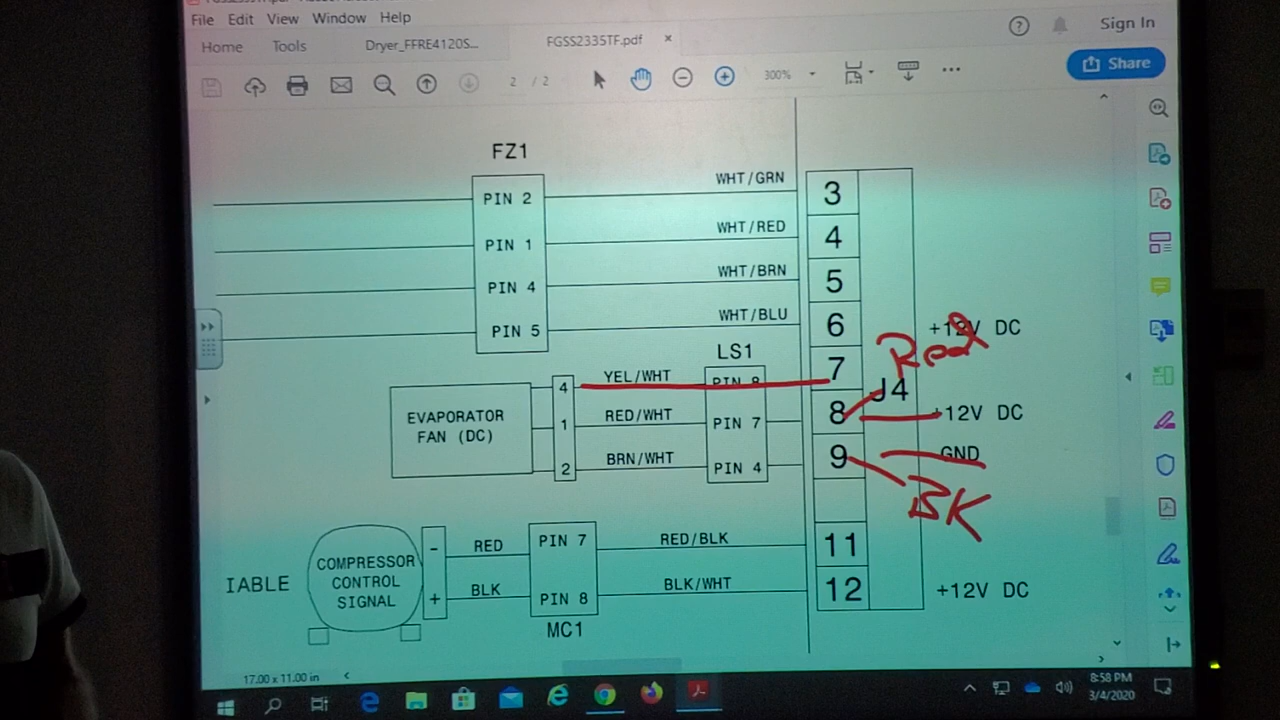 File Edit View Window Help
Sign In
Home Tools Dryer_FFRE4120S... FGSS2335TF.pdf ×
2 / 2 300% Share
FZ1
PIN 2 WHT/GRN 3
PIN 1 WHT/RED 4
PIN 4 WHT/BRN 5
PIN 5 WHT/BLU 6 +12V DC
Red
LS1
4 YEL/WHT PIN 8 7
J4
EVAPORATOR
FAN (DC)
1 RED/WHT PIN 7 8 +12V DC
2 BRN/WHT PIN 4 9 GND
BK
IABLE
COMPRESSOR
CONTROL
SIGNAL
- RED PIN 7 RED/BLK 11
+ BLK PIN 8 BLK/WHT 12 +12V DC
MC1
17.00 x 11.00 in
8:58 PM
3/4/2020